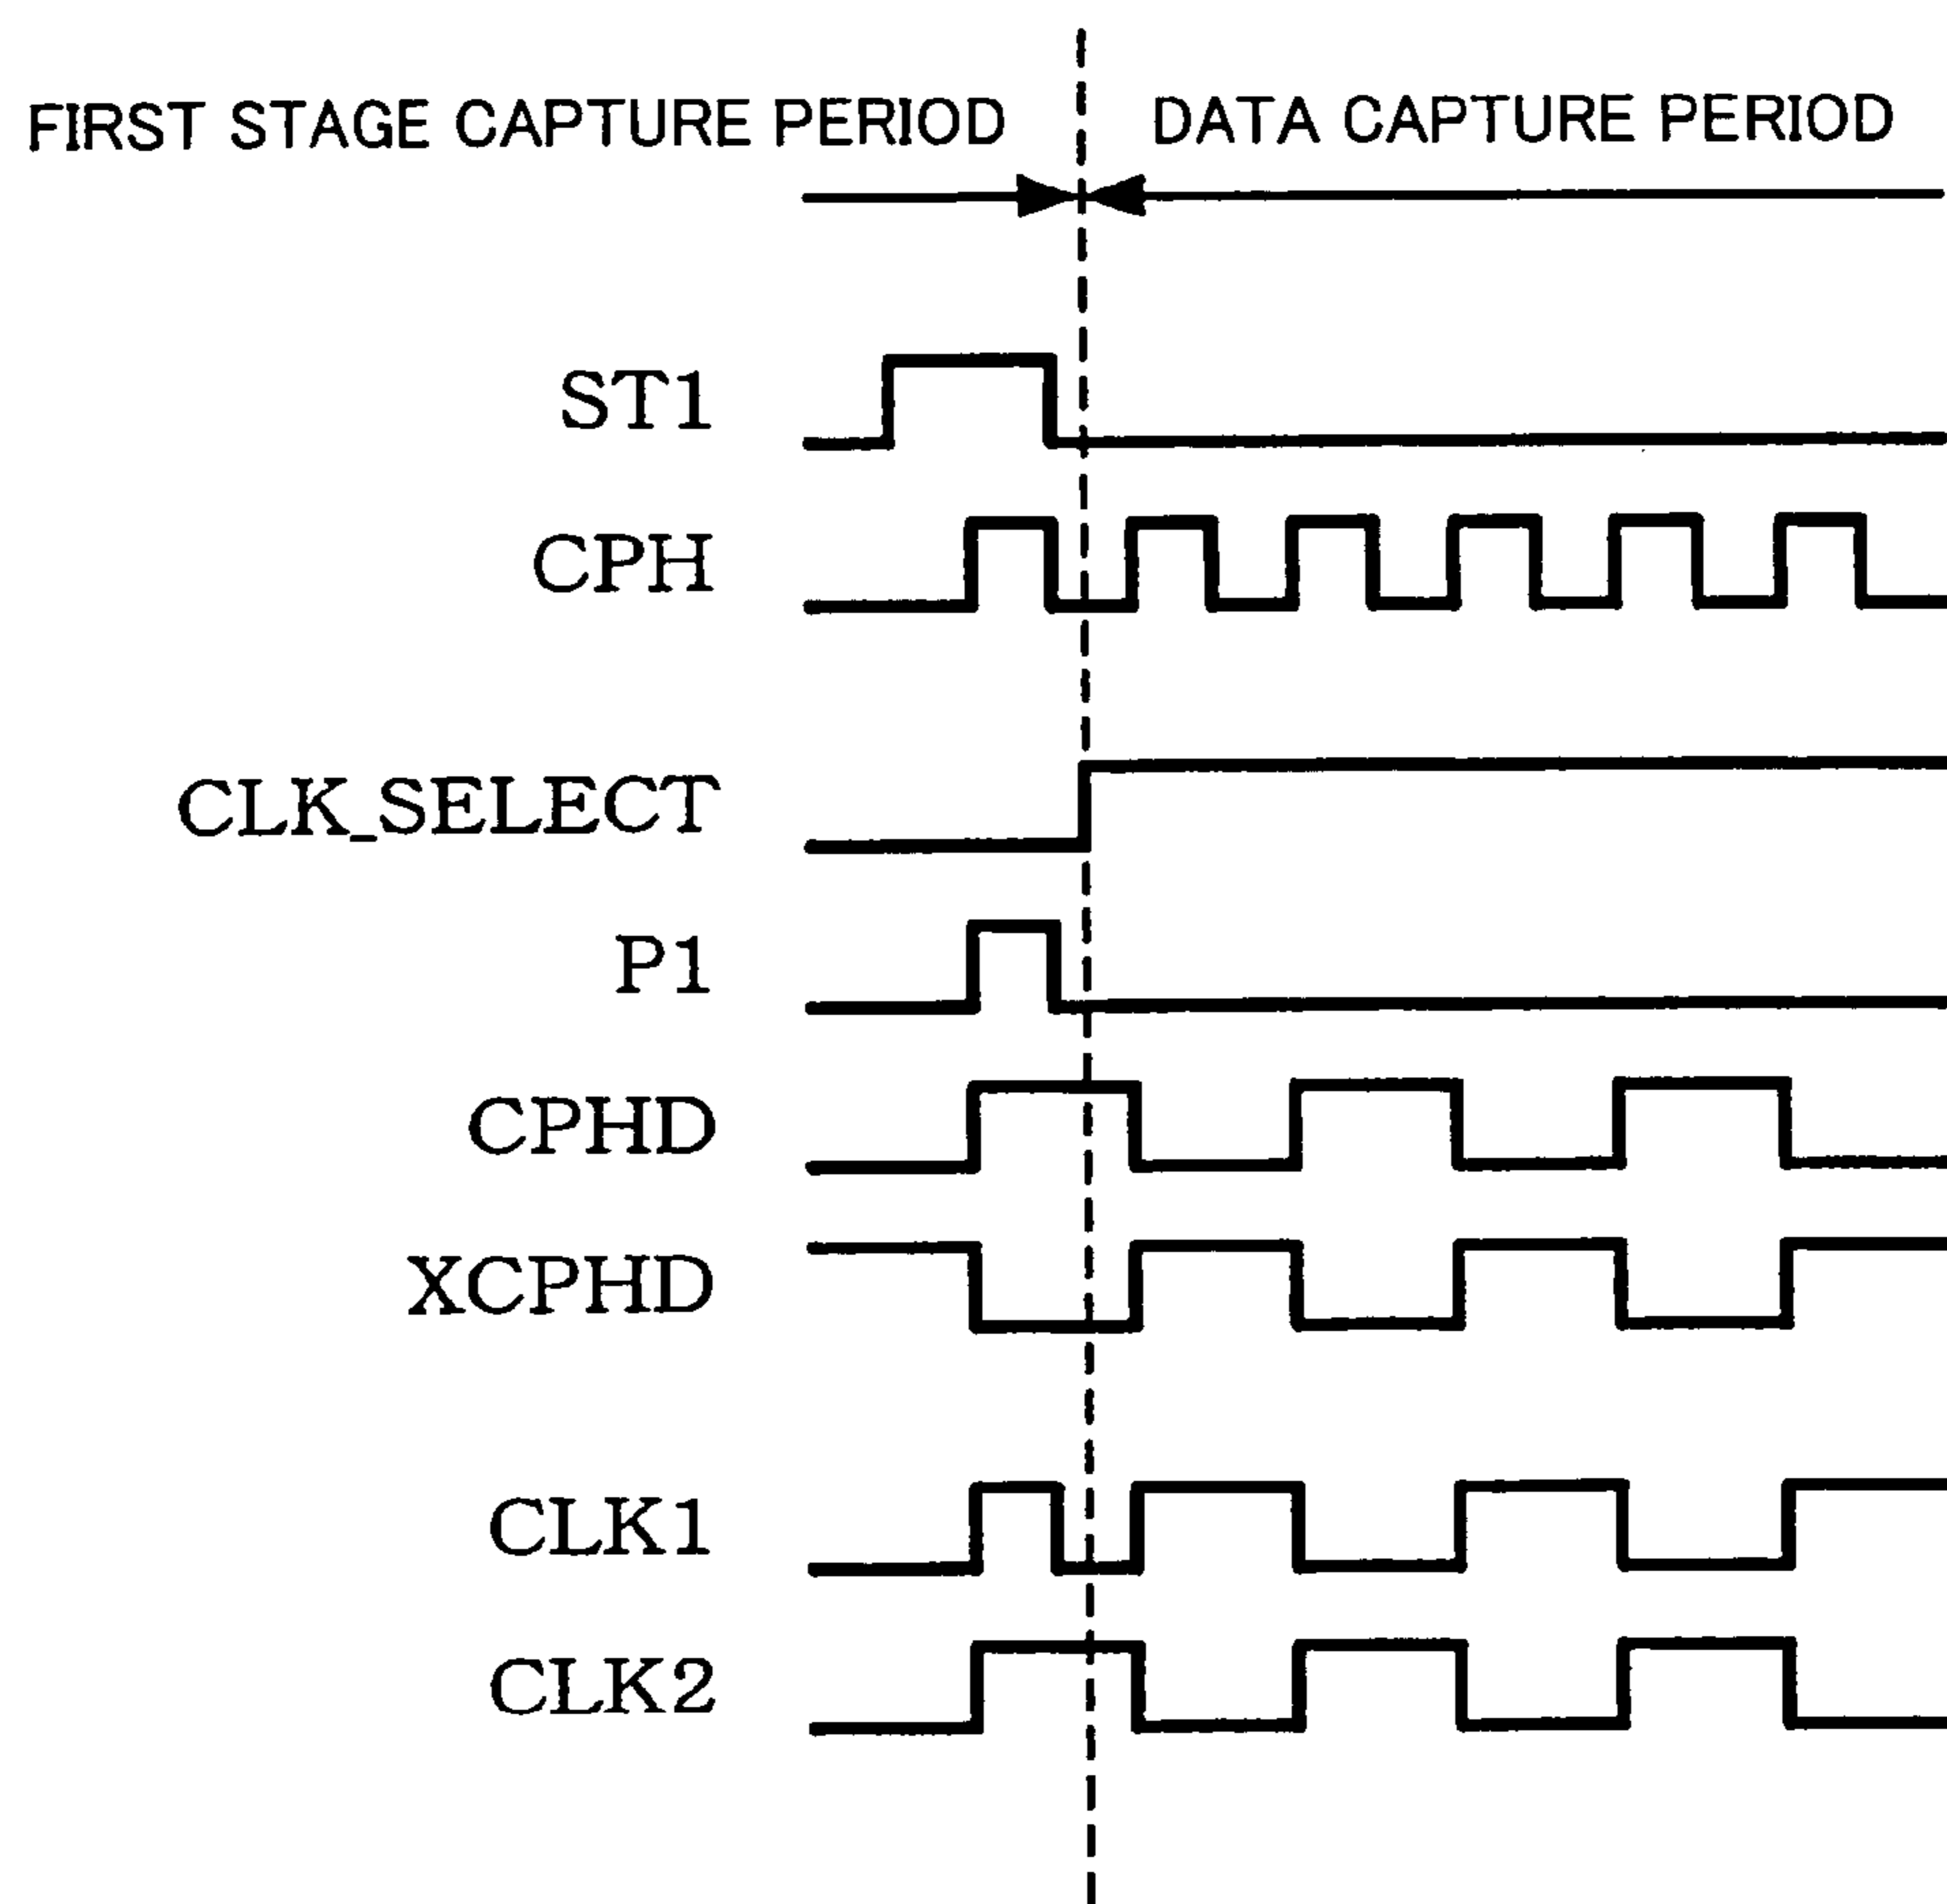 FIRST STAGE CAPTURE PERIOD DATA CAPTURE PERIOD
ST1
CPH
CLK_SELECT
P1
CPHD
XCPHD
CLK1
CLK2